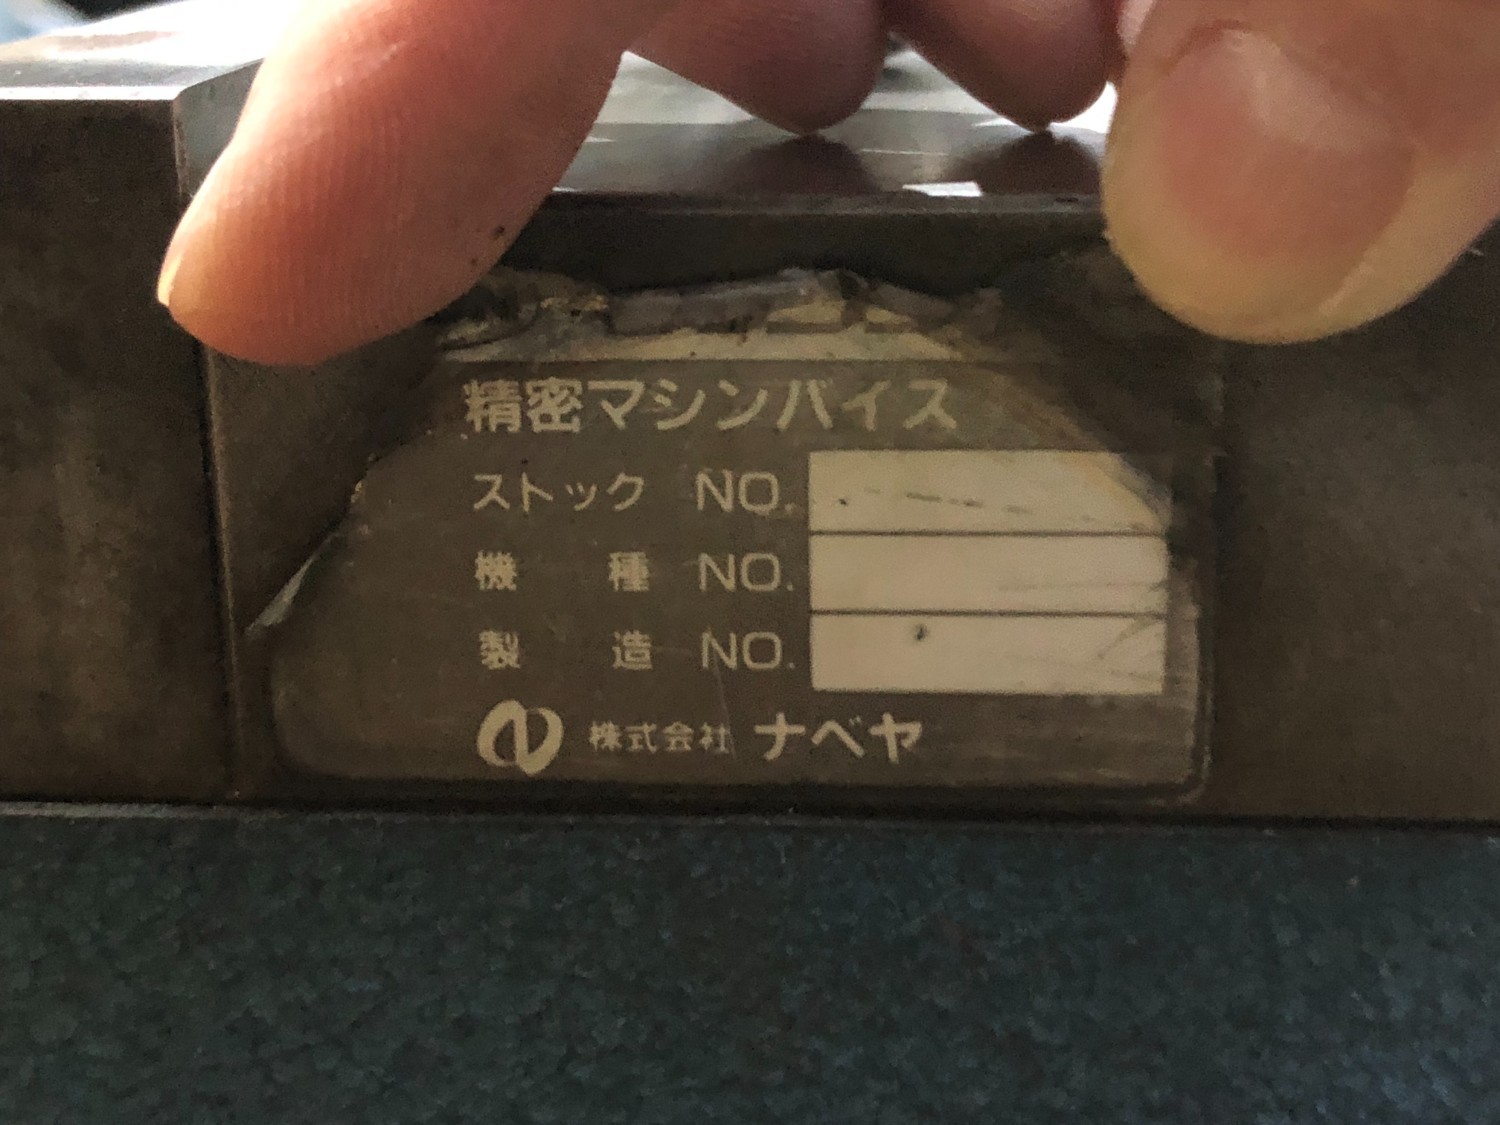 精密マシンバイス
ストック NO.
機 種 NO.
製 造 NO.
株式会社 ナベヤ